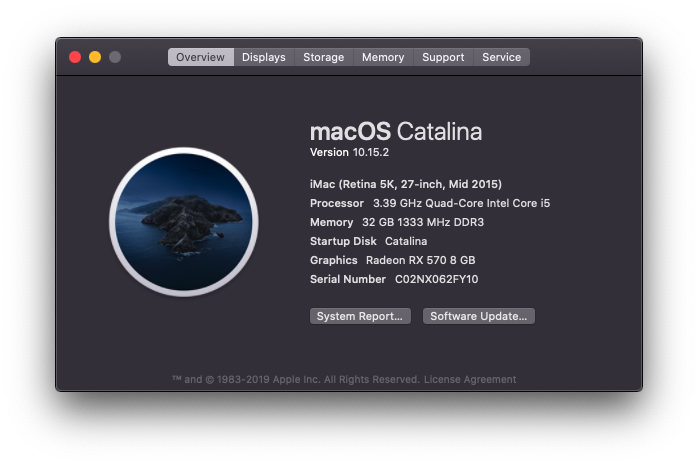 Overview Displays Storage Memory Support Service
macOS Catalina
Version 10.15.2
iMac (Retina 5K, 27-inch, Mid 2015)
Processor 3.39 GHz Quad-Core Intel Core i5
Memory 32 GB 1333 MHz DDR3
Startup Disk Catalina
Graphics Radeon RX 570 8 GB
Serial Number C02NX062FY10
System Report... Software Update...
™ and © 1983-2019 Apple Inc. All Rights Reserved. License Agreement